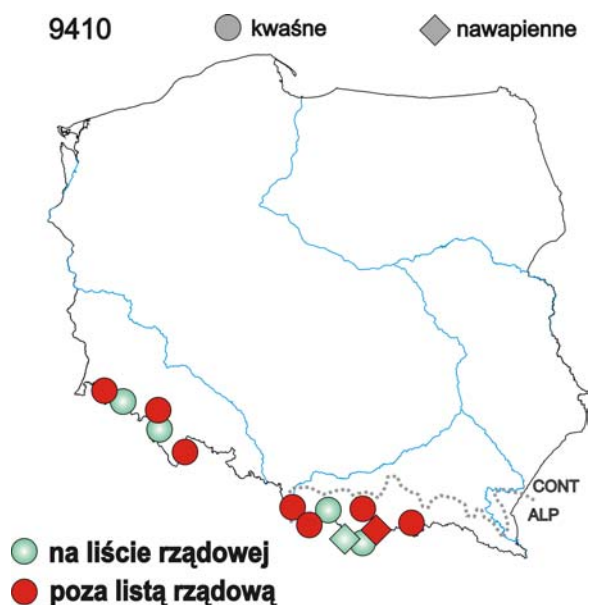 9410 kwaśne nawapienne
CONT
ALP
na liście rządowej
poza listą rządową